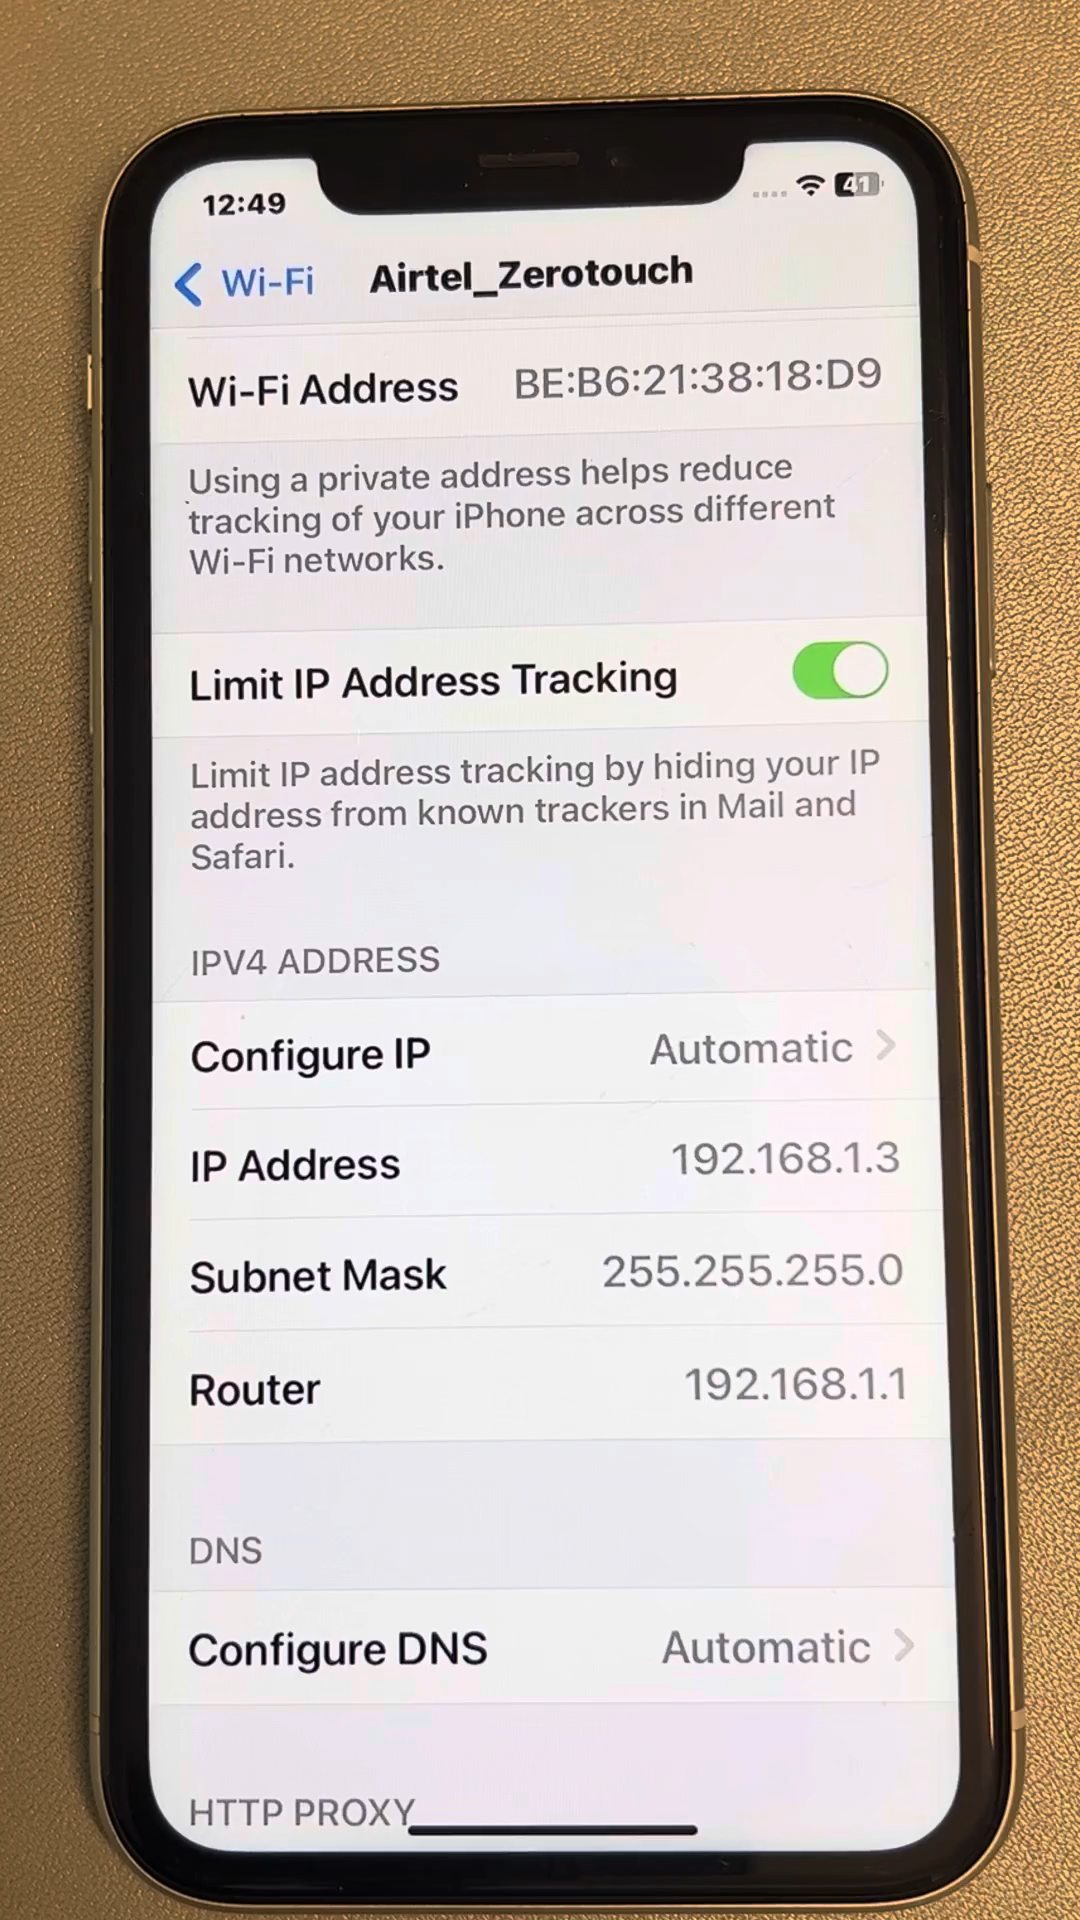 12:49
41
Wi-Fi Airtel_Zerotouch
Wi-Fi Address BE:B6:21:38:18:D9
Using a private address helps reduce
tracking of your iPhone across different
Wi-Fi networks.
Limit IP Address Tracking
Limit IP address tracking by hiding your IP
address from known trackers in Mail and
Safari.
IPV4 ADDRESS
Configure IP Automatic
IP Address 192.168.1.3
Subnet Mask 255.255.255.0
Router 192.168.1.1
DNS
Configure DNS Automatic
HTTP PROXY